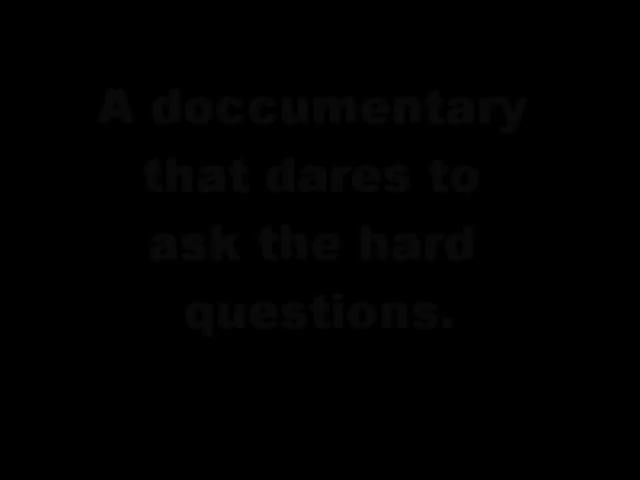 A doccumentary
that dares to
ask the hard
questions.